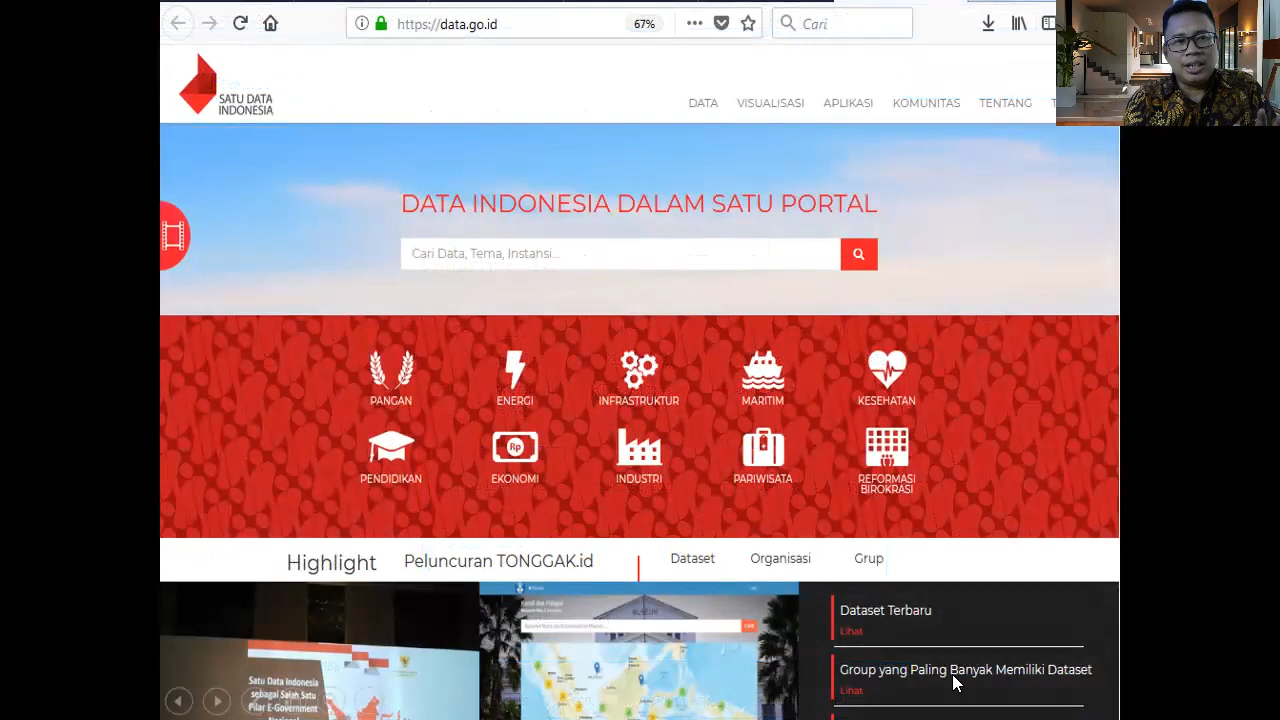 https://data.go.id
67%
Cari
SATU DATA
INDONESIA
DATA VISUALISASI APLIKASI KOMUNITAS TENTANG
DATA INDONESIA DALAM SATU PORTAL
Cari Data, Tema, Instansi...
PANGAN ENERGI INFRASTRUKTUR MARITIM KESEHATAN
Rp
PENDIDIKAN EKONOMI INDUSTRI PARIWISATA REFORMASI
BIROKRASI
Highlight Peluncuran TONGGAK.id Dataset Organisasi Grup
MUSEUM
Dataset Terbaru
Lihat
Group yang Paling Banyak Memiliki Dataset
Lihat
Satu Data Indonesia
sebagai Salah Satu
Pilar E-Government
Nasional